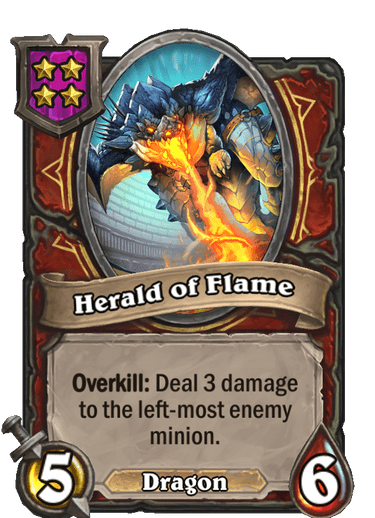 Herald of Flame
Overkill: Deal 3 damage
to the left-most enemy
minion.
5
Dragon
6